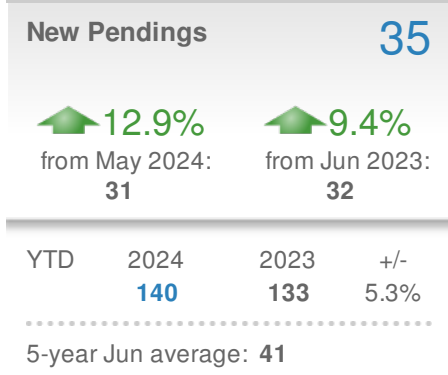 New Pendings 35
12.9% 9.4%
from May 2024: from Jun 2023:
31 32
YTD 2024 2023 +/-
140 133 5.3%
5-year Jun average: 41